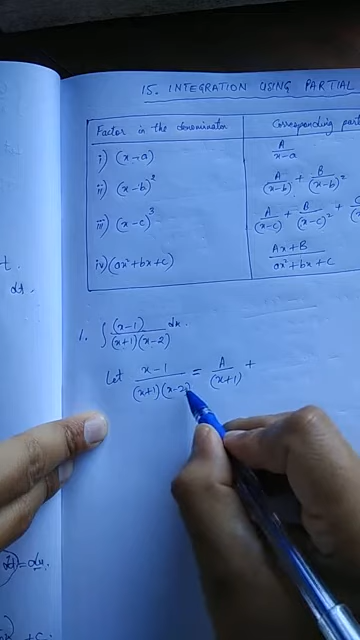 15. INTEGRATION USING PARTIAL
Factor in the denominator
Corresponding part
i) (x-a)
A/(x-a)
ii) (x-b)²
A/(x-b) + B/(x-b)²
iii) (x-c)³
A/(x-c) + B/(x-c)² +
iv) (ax²+bx+c)
Ax+B/ax²+bx+c
1. ∫ (x-1)/(x+1)(x-2) dx.
Let x-1/(x+1)(x-2) = A/(x+1) +
t.
+ c